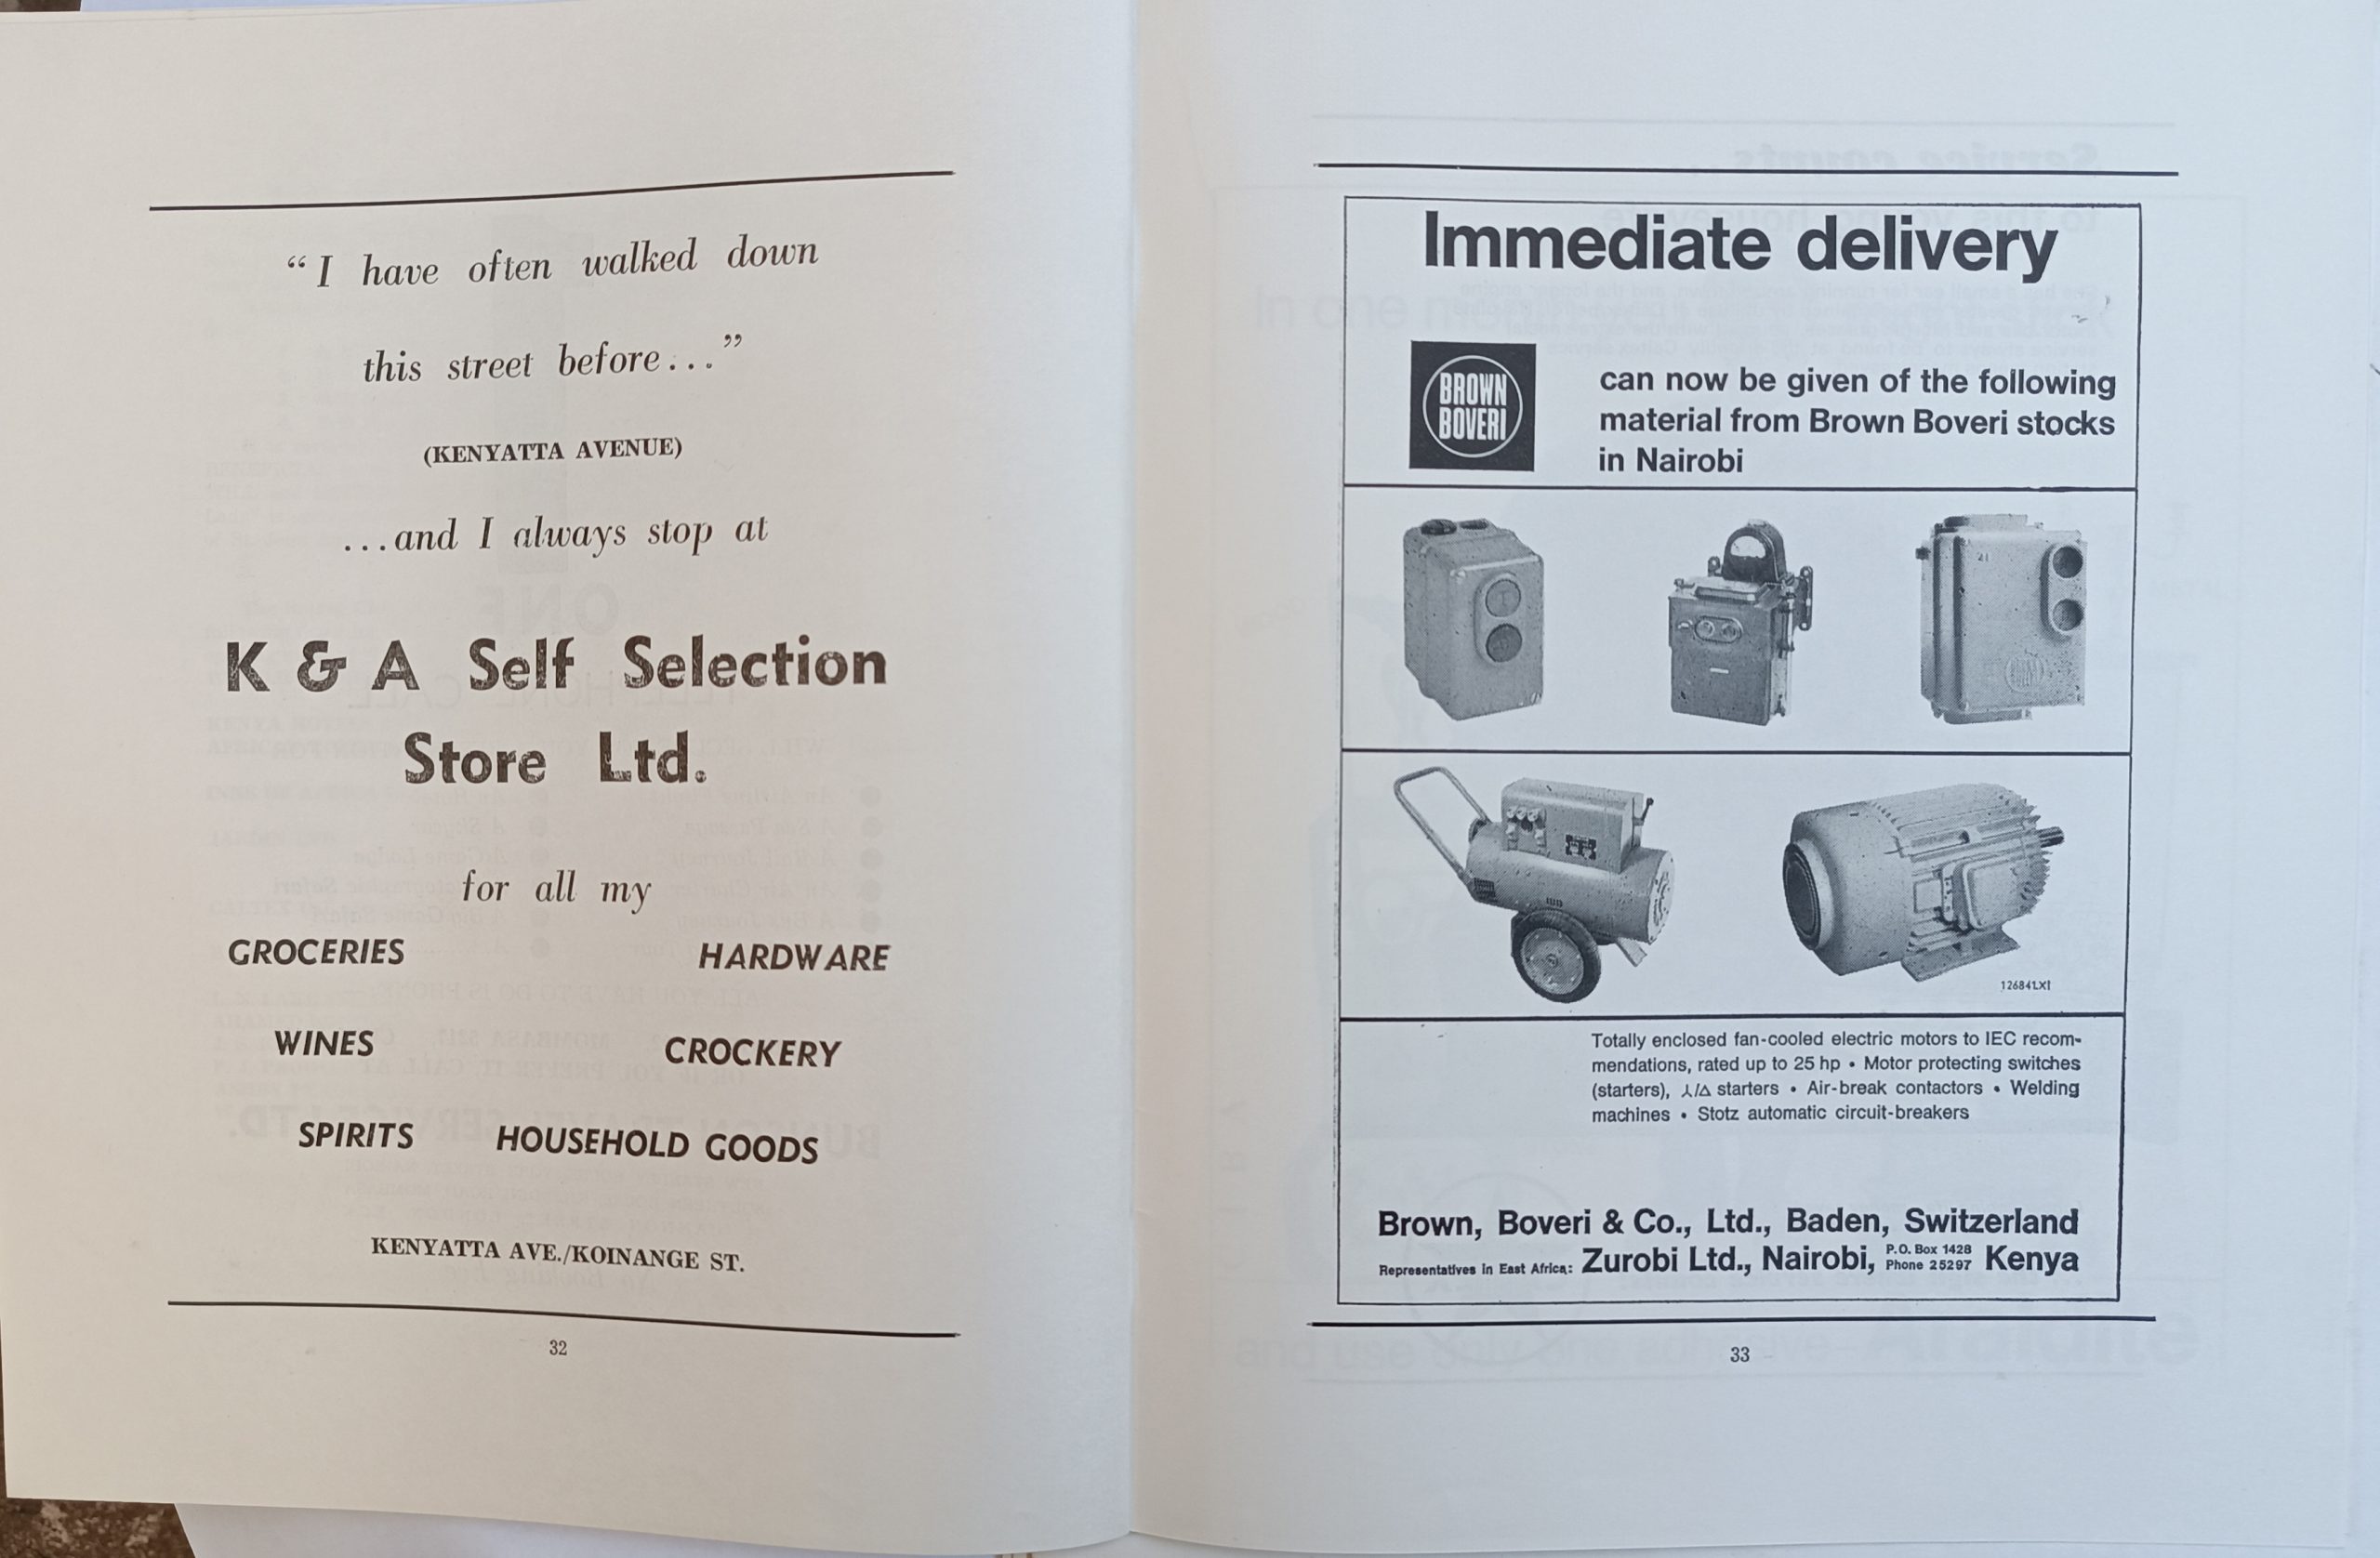 “I have often walked down
this street before...”
(KENYATTA AVENUE)
...and I always stop at
K & A Self Selection
Store Ltd.
for all my
GROCERIES HARDWARE
WINES CROCKERY
SPIRITS HOUSEHOLD GOODS
KENYATTA AVE./KOINANGE ST.
32
Immediate delivery
BROWN
BOVERI
can now be given of the following
material from Brown Boveri stocks
in Nairobi
126841XI
Totally enclosed fan-cooled electric motors to IEC recom-
mendations, rated up to 25 hp • Motor protecting switches
(starters), ⅄/△ starters • Air-break contactors • Welding
machines • Stotz automatic circuit-breakers
Brown, Boveri & Co., Ltd., Baden, Switzerland
Representatives in East Africa: Zurobi Ltd., Nairobi, P.O. Box 1428 Phone 25297 Kenya
33